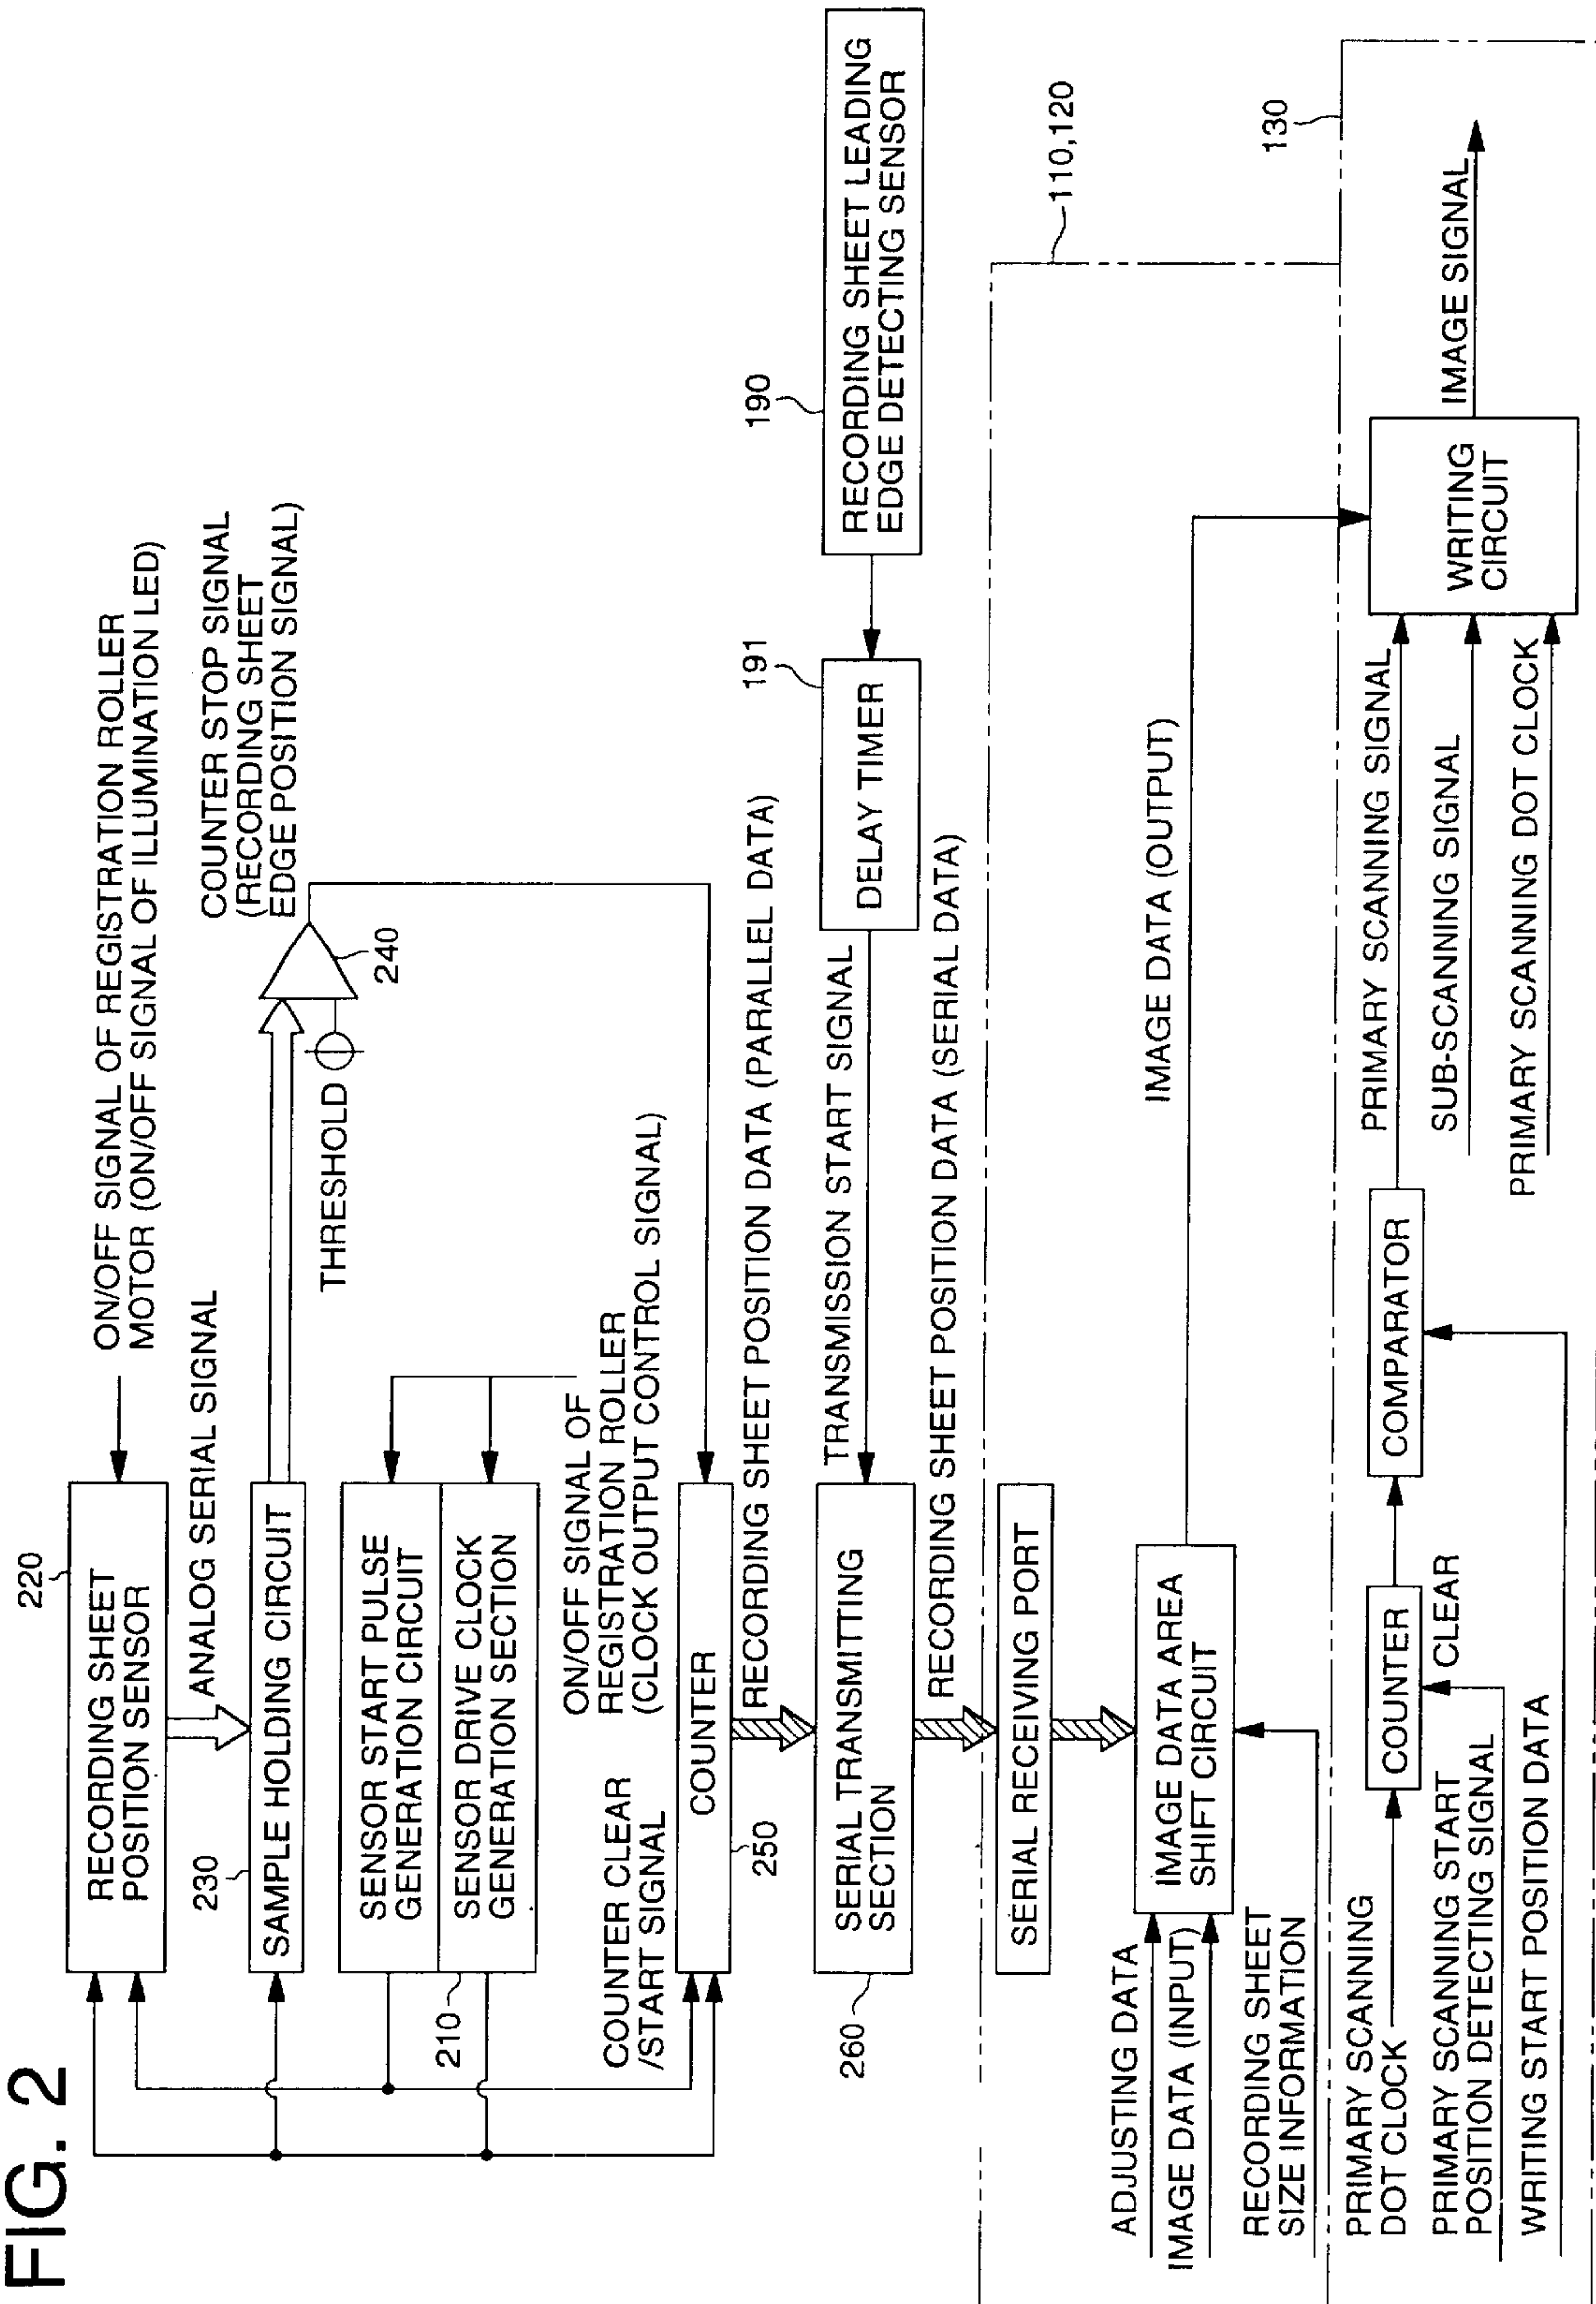 FIG. 2
220
RECORDING SHEET
POSITION SENSOR
ON/OFF SIGNAL OF REGISTRATION ROLLER
MOTOR (ON/OFF SIGNAL OF ILLUMINATION LED)
ANALOG SERIAL SIGNAL
230
SAMPLE HOLDING CIRCUIT
COUNTER STOP SIGNAL
(RECORDING SHEET
EDGE POSITION SIGNAL)
THRESHOLD
240
SENSOR START PULSE
GENERATION CIRCUIT
SENSOR DRIVE CLOCK
GENERATION SECTION
210
ON/OFF SIGNAL OF
REGISTRATION ROLLER
(CLOCK OUTPUT CONTROL SIGNAL)
COUNTER CLEAR
/START SIGNAL
COUNTER
250
RECORDING SHEET POSITION DATA (PARALLEL DATA)
190
RECORDING SHEET LEADING
EDGE DETECTING SENSOR
191
DELAY TIMER
TRANSMISSION START SIGNAL
SERIAL TRANSMITTING
SECTION
260
RECORDING SHEET POSITION DATA (SERIAL DATA)
110,120
SERIAL RECEIVING PORT
ADJUSTING DATA
IMAGE DATA (INPUT)
IMAGE DATA AREA
SHIFT CIRCUIT
IMAGE DATA (OUTPUT)
RECORDING SHEET
SIZE INFORMATION
130
PRIMARY SCANNING
DOT CLOCK
COUNTER
CLEAR
COMPARATOR
PRIMARY SCANNING SIGNAL
SUB-SCANNING SIGNAL
PRIMARY SCANNING DOT CLOCK
WRITING
CIRCUIT
IMAGE SIGNAL
PRIMARY SCANNING START
POSITION DETECTING SIGNAL
WRITING START POSITION DATA